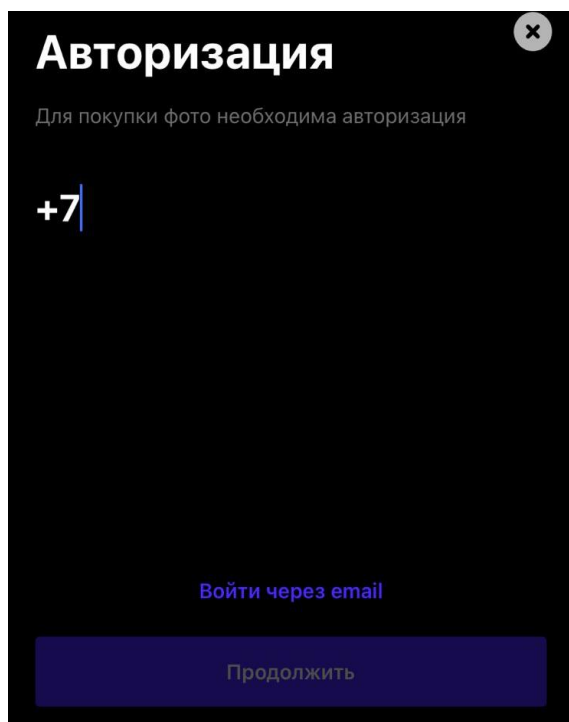 Авторизация
Для покупки фото необходима авторизация
+7
Войти через email
Продолжить